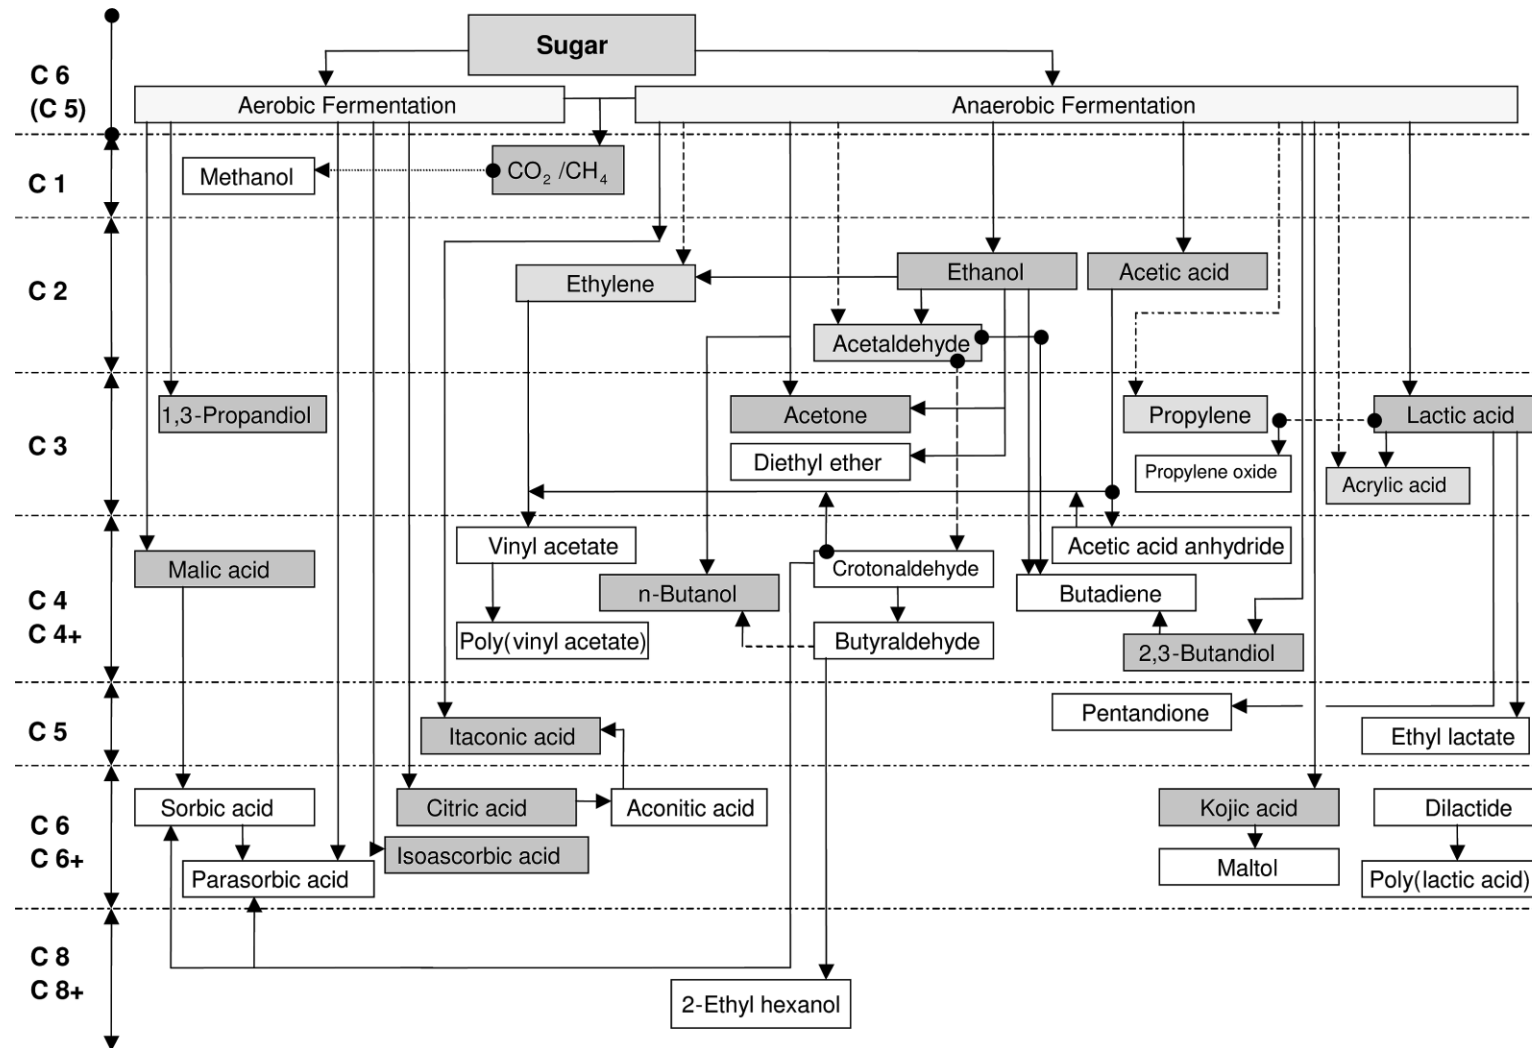 Sugar
C 6
(C 5)
Aerobic Fermentation
Anaerobic Fermentation
C 1
Methanol
CO₂ /CH₄
C 2
Ethylene
Ethanol
Acetic acid
Acetaldehyde
C 3
1,3-Propandiol
Acetone
Propylene
Lactic acid
Diethyl ether
Propylene oxide
Acrylic acid
C 4
C 4+
Vinyl acetate
Acetic acid anhydride
Malic acid
Crotonaldehyde
n-Butanol
Butadiene
Poly(vinyl acetate)
Butyraldehyde
2,3-Butandiol
C 5
Pentandione
Itaconic acid
Ethyl lactate
C 6
C 6+
Sorbic acid
Citric acid
Aconitic acid
Kojic acid
Dilactide
Isoascorbic acid
Maltol
Parasorbic acid
Poly(lactic acid)
C 8
C 8+
2-Ethyl hexanol